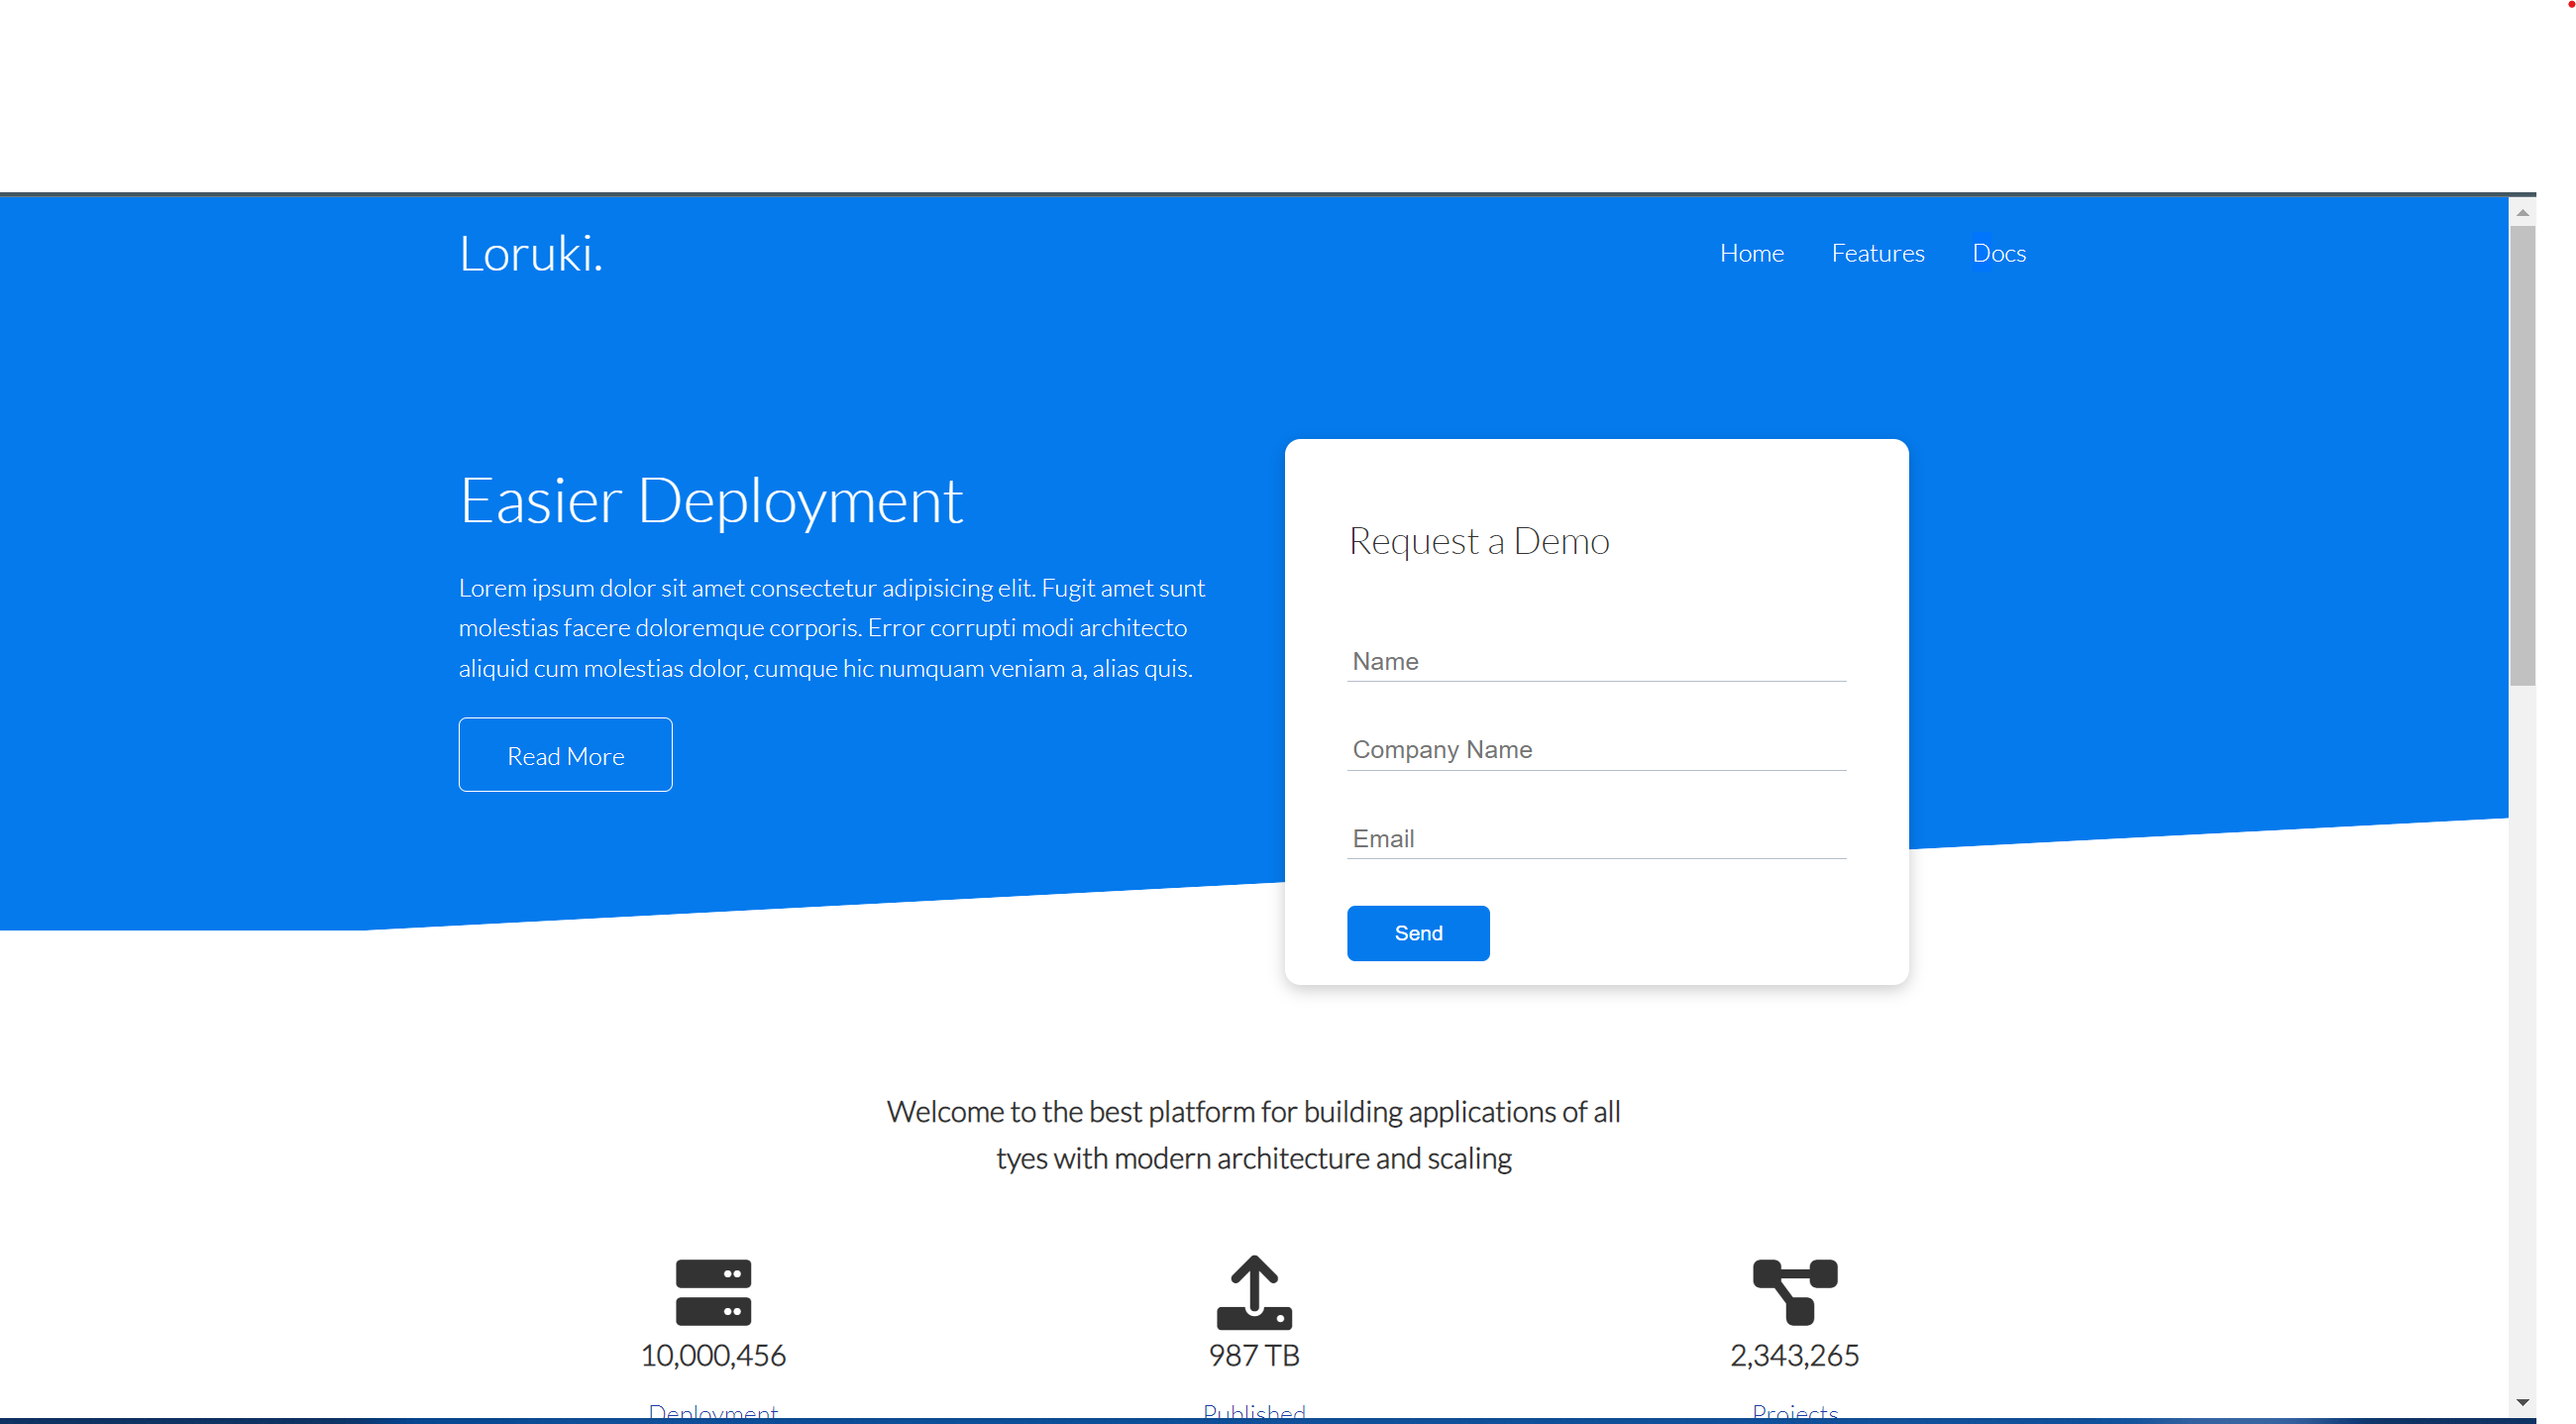 Loruki.
Home Features Docs
Easier Deployment
Lorem ipsum dolor sit amet consectetur adipisicing elit. Fugit amet sunt
molestias facere doloremque corporis. Error corrupti modi architecto
aliquid cum molestias dolor, cumque hic numquam veniam a, alias quis.
Read More
Request a Demo
Name
Company Name
Email
Send
Welcome to the best platform for building applications of all
tyes with modern architecture and scaling
10,000,456
987 TB
2,343,265
Deployment
Published
Projects